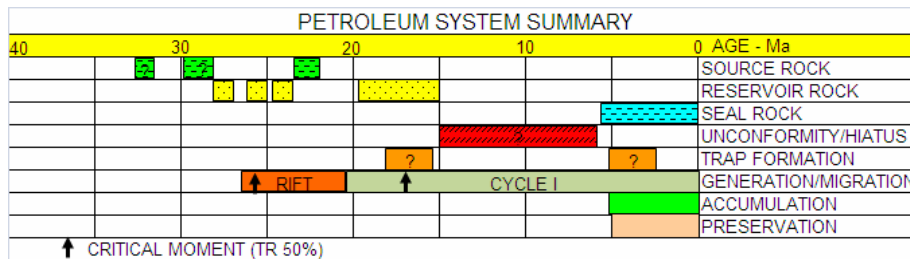 PETROLEUM SYSTEM SUMMARY
40 30 20 10 0 AGE - Ma
? ? SOURCE ROCK
RESERVOIR ROCK
SEAL ROCK
? UNCONFORMITY/HIATUS
? ? TRAP FORMATION
RIFT CYCLE I GENERATION/MIGRATION
ACCUMULATION
PRESERVATION
CRITICAL MOMENT (TR 50%)